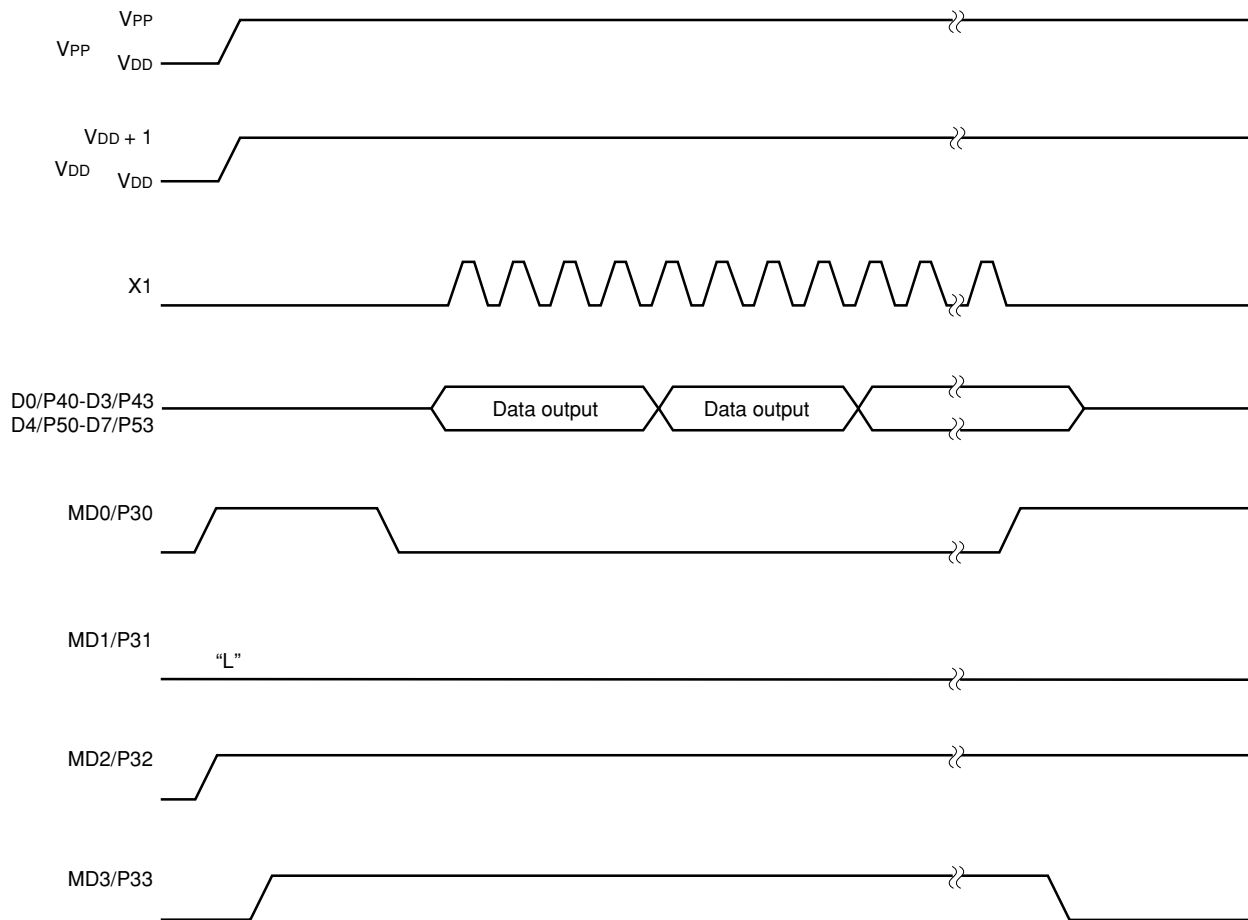 VPP
VPP
VDD
VDD + 1
VDD
VDD
X1
D0/P40-D3/P43
D4/P50-D7/P53
Data output
Data output
MD0/P30
MD1/P31
“L”
MD2/P32
MD3/P33